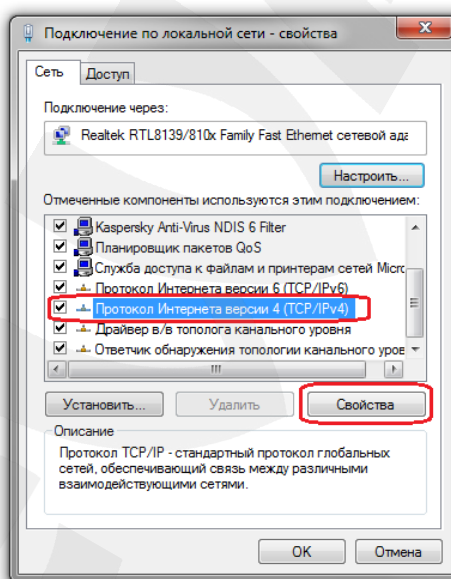 Подключение по локальной сети - свойства
Сеть Доступ
Подключение через:
Realtek RTL8139/810x Family Fast Ethernet сетевой ада
Настроить...
Отмеченные компоненты используются этим подключением:
Kaspersky Anti-Virus NDIS 6 Filter
Планировщик пакетов QoS
Служба доступа к файлам и принтерам сетей Micrc
Протокол Интернета версии 6 (TCP/IPv6)
Протокол Интернета версии 4 (TCP/IPv4)
Драйвер в/в тополога канального уровня
Ответчик обнаружения топологии канального уров
Установить... Удалить Свойства
Описание
Протокол TCP/IP - стандартный протокол глобальных
сетей, обеспечивающий связь между различными
взаимодействующими сетями.
ОК Отмена